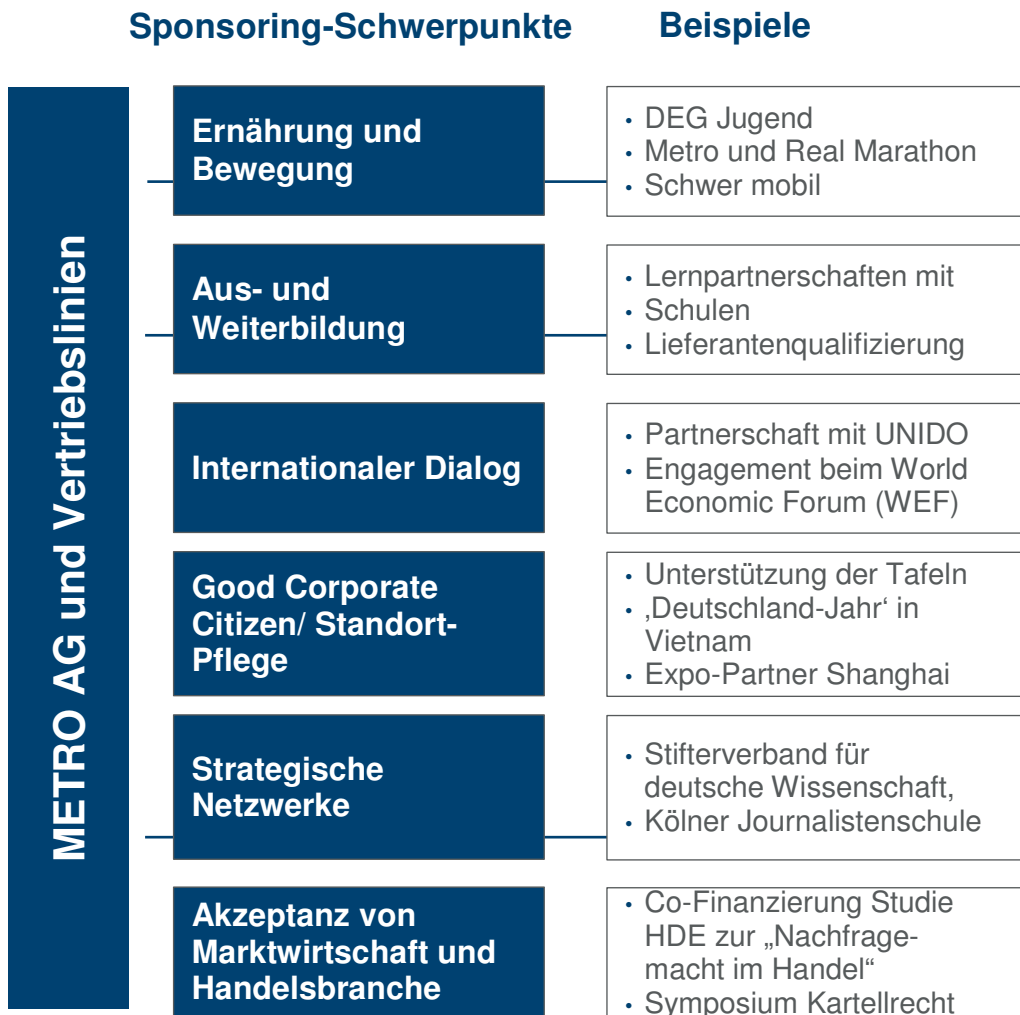 Sponsoring-Schwerpunkte Beispiele
METRO AG und Vertriebslinien
Ernährung und
Bewegung
• DEG Jugend
• Metro und Real Marathon
• Schwer mobil
Aus- und
Weiterbildung
• Lernpartnerschaften mit
• Schulen
• Lieferantenqualifizierung
Internationaler Dialog
• Partnerschaft mit UNIDO
• Engagement beim World
Economic Forum (WEF)
Good Corporate
Citizen/ Standort-
Pflege
• Unterstützung der Tafeln
• ‚Deutschland-Jahr‘ in
Vietnam
• Expo-Partner Shanghai
Strategische
Netzwerke
• Stifterverband für
deutsche Wissenschaft,
• Kölner Journalistenschule
Akzeptanz von
Marktwirtschaft und
Handelsbranche
• Co-Finanzierung Studie
HDE zur „Nachfrage-
macht im Handel“
• Symposium Kartellrecht